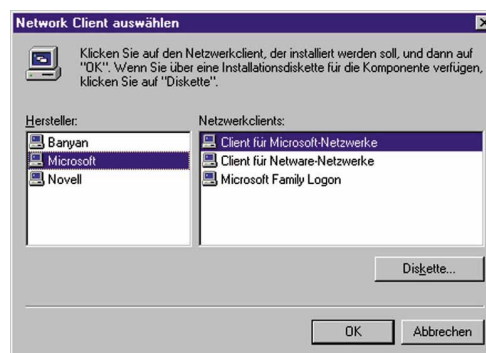 Network Client auswählen
Klicken Sie auf den Netzwerkclient, der installiert werden soll, und dann auf
"OK". Wenn Sie über eine Installationsdiskette für die Komponente verfügen,
klicken Sie auf "Diskette".
Hersteller:
Banyan
Microsoft
Novell
Netzwerkclients:
Client für Microsoft-Netzwerke
Client für Netware-Netzwerke
Microsoft Family Logon
Diskette...
OK
Abbrechen